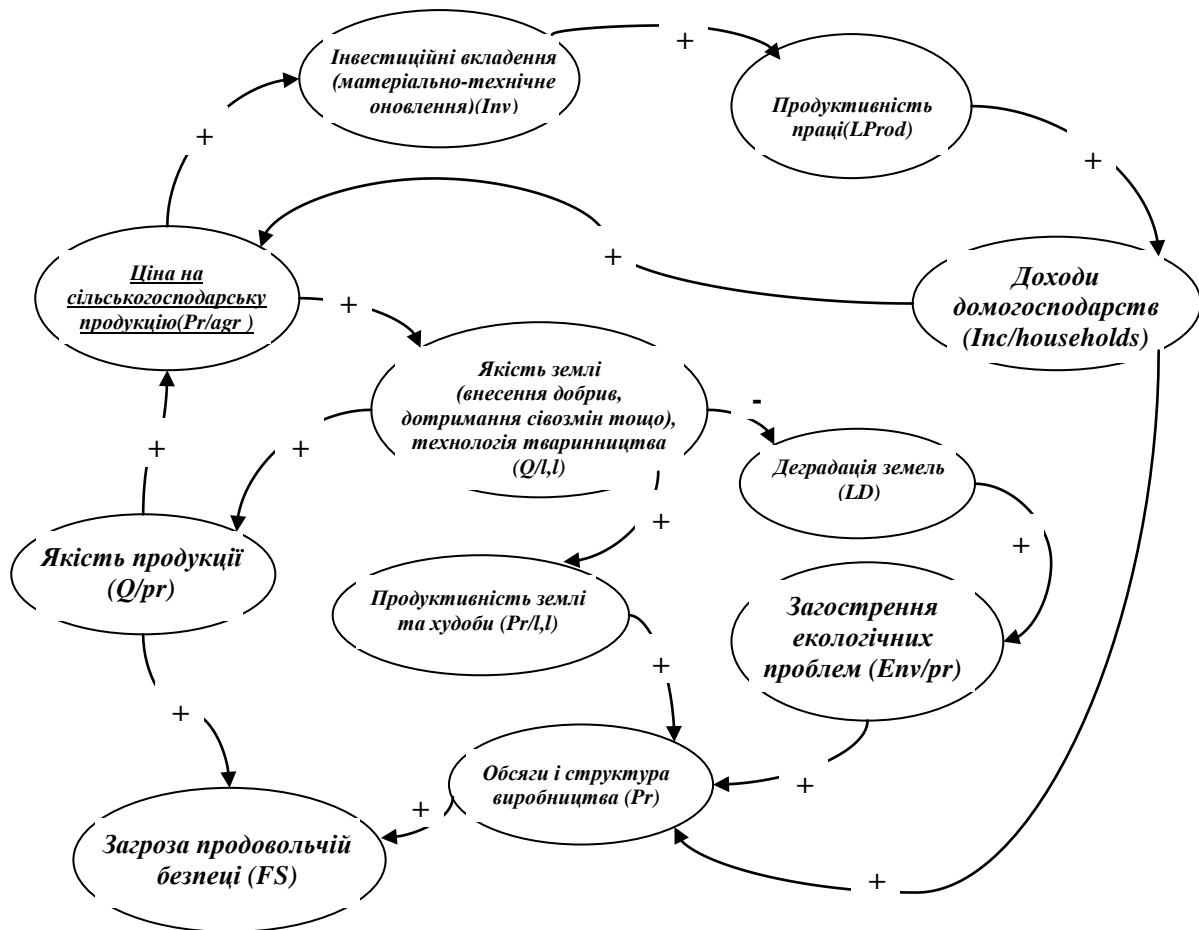 Інвестиційні вкладення
(матеріально-технічне
оновлення)(Inv)
+
Продуктивність
праці(LProd)
+
+
Ціна на
сільськогосподарську
продукцію(Pr/agr )
+
+
Доходи
домогосподарств
(Inc/households)
Якість землі
(внесення добрив,
дотримання сівозмін тощо),
технологія тваринництва
(Q/l,l)
-
+
+
Деградація земель
(LD)
+
+
Якість продукції
(Q/pr)
Продуктивність землі
та худоби (Pr/l,l)
Загострення
екологічних
проблем (Env/pr)
+
+
Обсяги і структура
виробництва (Pr)
+
+
Загроза продовольчій
безпеці (FS)
+